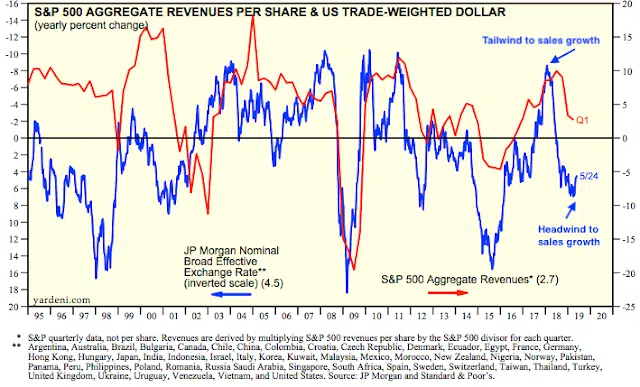 S&P 500 AGGREGATE REVENUES PER SHARE & US TRADE-WEIGHTED DOLLAR
(yearly percent change)
-16
-14
-12
-10
-8
-6
-4
-2
0
2
4
6
8
10
12
14
16
18
20
20
15
10
5
0
-5
-10
-15
-20
Tailwind to sales growth
Q1
5/24
Headwind to
sales growth
JP Morgan Nominal
Broad Effective
Exchange Rate**
(inverted scale) (4.5)
S&P 500 Aggregate Revenues* (2.7)
yardeni.com
95 96 97 98 99 00 01 02 03 04 05 06 07 08 09 10 11 12 13 14 15 16 17 18 19 20
* S&P quarterly data, not per share. Revenues are derived by multiplying S&P 500 revenues per share by the S&P 500 divisor for each quarter.
** Argentina, Australia, Brazil, Bulgaria, Canada, Chile, China, Colombia, Croatia, Czech Republic, Denmark, Ecuador, Egypt, France, Germany,
Hong Kong, Hungary, Japan, India, Indonesia, Israel, Italy, Korea, Kuwait, Malaysia, Mexico, Morocco, New Zealand, Nigeria, Norway, Pakistan,
Panama, Peru, Philippines, Poland, Romania, Russia Saudi Arabia, Singapore, South Africa, Spain, Sweden, Switzerland, Taiwan, Thailand, Turkey,
United Kingdom, Ukraine, Uruguay, Venezuela, Vietnam, and United States. Source: JP Morgan and Standard & Poor's.